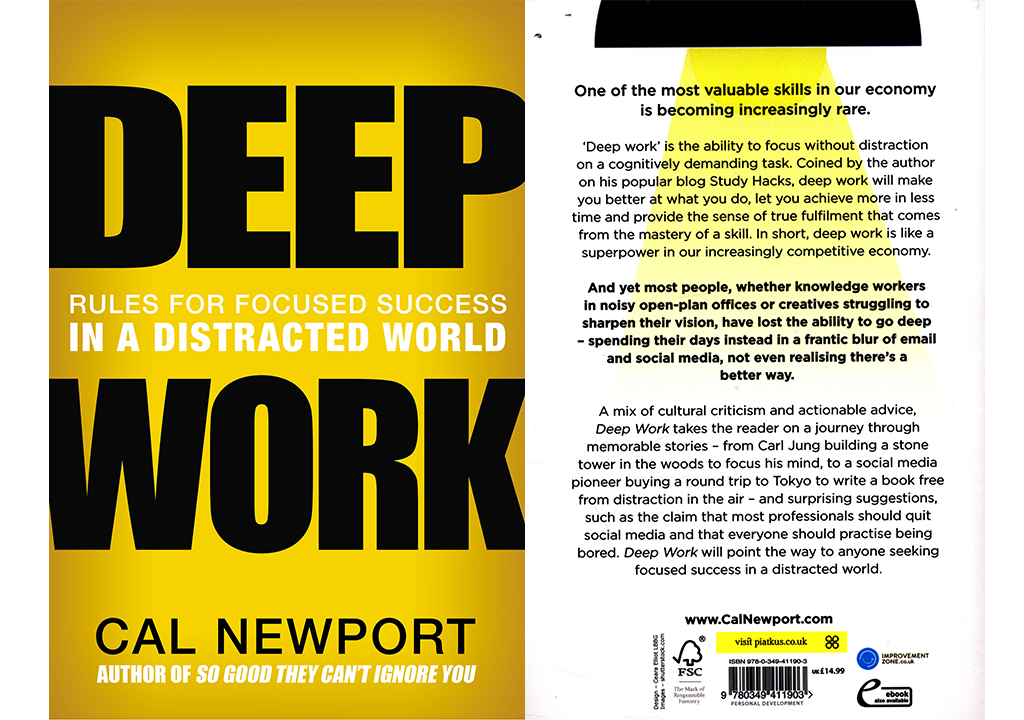 DEEP
RULES FOR FOCUSED SUCCESS
IN A DISTRACTED WORLD
WORK
CAL NEWPORT
AUTHOR OF SO GOOD THEY CAN'T IGNORE YOU
One of the most valuable skills in our economy
is becoming increasingly rare.
‘Deep work’ is the ability to focus without distraction
on a cognitively demanding task. Coined by the author
on his popular blog Study Hacks, deep work will make
you better at what you do, let you achieve more in less
time and provide the sense of true fulfilment that comes
from the mastery of a skill. In short, deep work is like a
superpower in our increasingly competitive economy.
And yet most people, whether knowledge workers
in noisy open-plan offices or creatives struggling to
sharpen their vision, have lost the ability to go deep
– spending their days instead in a frantic blur of email
and social media, not even realising there’s a
better way.
A mix of cultural criticism and actionable advice,
Deep Work takes the reader on a journey through
memorable stories – from Carl Jung building a stone
tower in the woods to focus his mind, to a social media
pioneer buying a round trip to Tokyo to write a book free
from distraction in the air – and surprising suggestions,
such as the claim that most professionals should quit
social media and that everyone should practise being
bored. Deep Work will point the way to anyone seeking
focused success in a distracted world.
www.CalNewport.com
Design – Ceara Elliot LBBG
Images – shutterstock.com
FSC®
The Mark of
Responsible
Forestry
visit piatkus.co.uk
ISBN 978-0-349-41190-3
9 780349 411903 >
PERSONAL DEVELOPMENT
UK £14.99
IMPROVEMENT
ZONE.co.uk
e ebook
also available